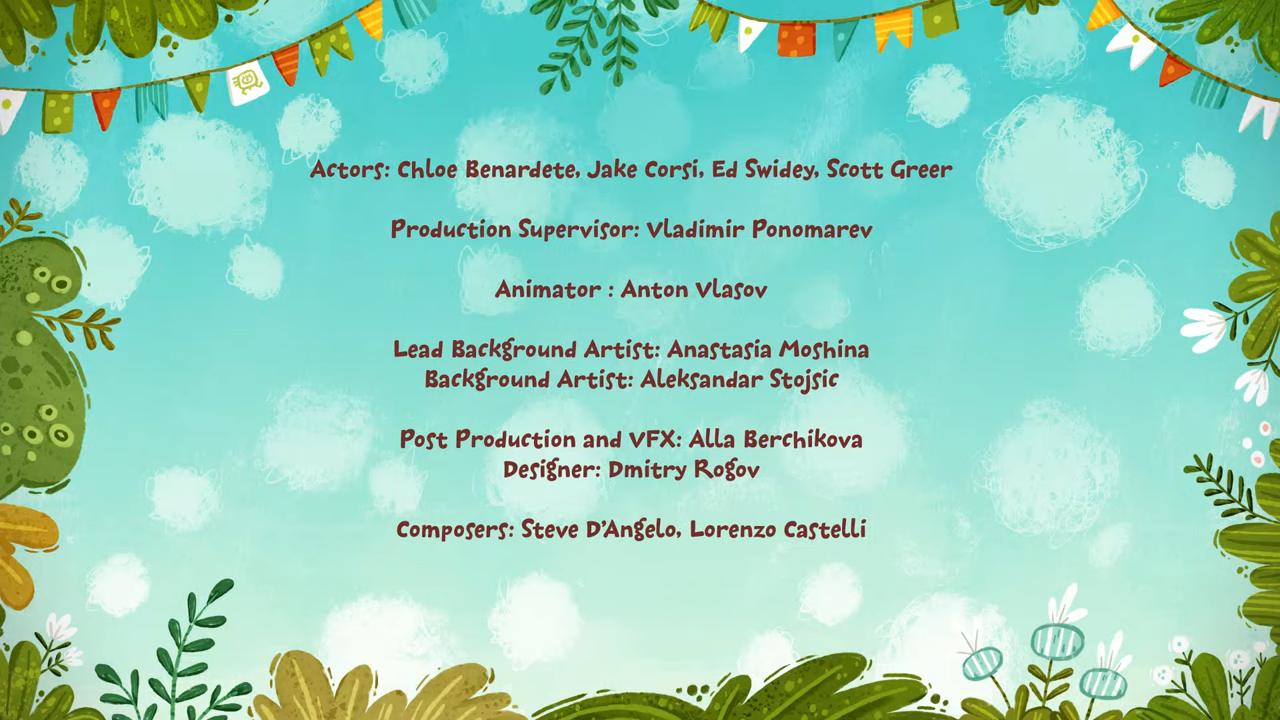 Actors: Chloe Benardete, Jake Corsi, Ed Swidey, Scott Greer
Production Supervisor: Vladimir Ponomarev
Animator : Anton Vlasov
Lead Background Artist: Anastasia Moshina
Background Artist: Aleksandar Stojsic
Post Production and VFX: Alla Berchikova
Designer: Dmitry Rogov
Composers: Steve D'Angelo, Lorenzo Castelli